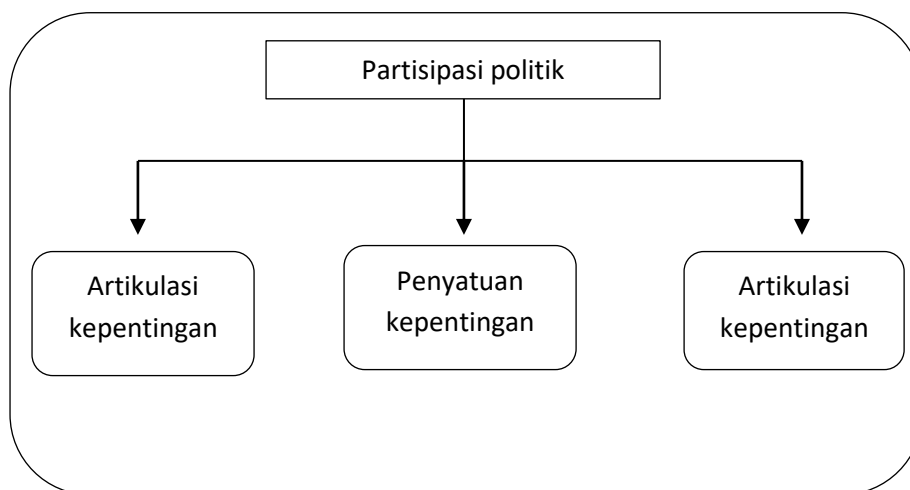 Partisipasi politik
Artikulasi
kepentingan
Penyatuan
kepentingan
Artikulasi
kepentingan